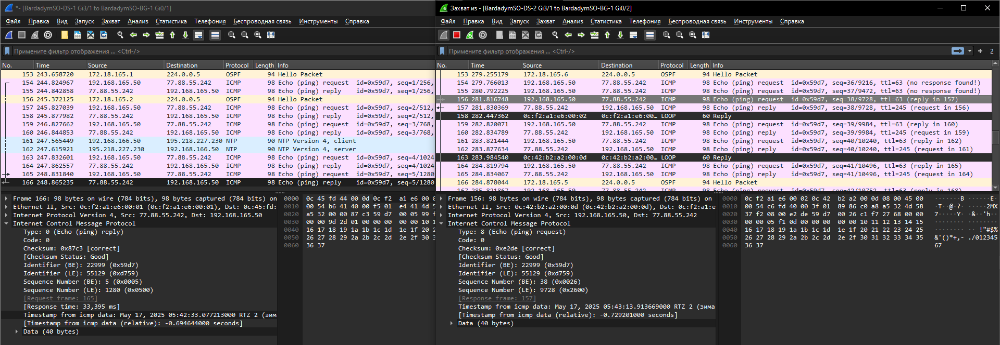 *- [BardadymSO-DS-1 Gi3/1 to BardadymSO-BG-1 Gi0/1]
Файл Правка Вид Запуск Захват Анализ Статистика Телефония Беспроводная связь Инструменты Справка
Примените фильтр отображения ... <Ctrl-/>
No. Time Source Destination Protocol Length Info
153 243.658720 172.18.165.1 224.0.0.5 OSPF 94 Hello Packet
154 244.824967 192.168.165.50 77.88.55.242 ICMP 98 Echo (ping) request id=0x59d7, seq=1/256,
155 244.842858 77.88.55.242 192.168.165.50 ICMP 98 Echo (ping) reply id=0x59d7, seq=1/256,
156 245.372125 172.18.165.2 224.0.0.5 OSPF 94 Hello Packet
157 245.827039 192.168.165.50 77.88.55.242 ICMP 98 Echo (ping) request id=0x59d7, seq=2/512,
158 245.877982 77.88.55.242 192.168.165.50 ICMP 98 Echo (ping) reply id=0x59d7, seq=2/512,
159 246.827662 192.168.165.50 77.88.55.242 ICMP 98 Echo (ping) request id=0x59d7, seq=3/768,
160 246.844853 77.88.55.242 192.168.165.50 ICMP 98 Echo (ping) reply id=0x59d7, seq=3/768,
161 247.565449 192.168.166.50 195.218.227.230 NTP 90 NTP Version 4, client
162 247.615921 195.218.227.230 192.168.166.50 NTP 90 NTP Version 4, server
163 247.832601 192.168.165.50 77.88.55.242 ICMP 98 Echo (ping) request id=0x59d7, seq=4/1024
164 247.862557 77.88.55.242 192.168.165.50 ICMP 98 Echo (ping) reply id=0x59d7, seq=4/1024
165 248.831840 192.168.165.50 77.88.55.242 ICMP 98 Echo (ping) request id=0x59d7, seq=5/1280
166 248.865235 77.88.55.242 192.168.165.50 ICMP 98 Echo (ping) reply id=0x59d7, seq=5/1280
Frame 166: 98 bytes on wire (784 bits), 98 bytes captured (784 bits) on
Ethernet II, Src: 0c:f2:a1:e6:00:01 (0c:f2:a1:e6:00:01), Dst: 0c:45:fd:
Internet Protocol Version 4, Src: 77.88.55.242, Dst: 192.168.165.50
Internet Control Message Protocol
Type: 0 (Echo (ping) reply)
Code: 0
Checksum: 0x87c3 [correct]
[Checksum Status: Good]
Identifier (BE): 22999 (0x59d7)
Identifier (LE): 55129 (0xd759)
Sequence Number (BE): 5 (0x0005)
Sequence Number (LE): 1280 (0x0500)
[Request frame: 165]
[Response time: 33,395 ms]
Timestamp from icmp data: May 17, 2025 05:42:33.077213000 RTZ 2 (зима
[Timestamp from icmp data (relative): -0.694644000 seconds]
Data (40 bytes)
0000 0c 45 fd 44 00 0d 0c f2 a1 e6 00 0
0010 00 54 b6 41 40 00 f5 01 e4 41 4d 5
0020 a5 32 00 00 87 c3 59 d7 00 05 99 f
0030 00 00 9d 2d 01 00 00 00 00 00 10 1
0040 16 17 18 19 1a 1b 1c 1d 1e 1f 20 2
0050 26 27 28 29 2a 2b 2c 2d 2e 2f 30 3
0060 36 37
Захват из - [BardadymSO-DS-2 Gi3/1 to BardadymSO-BG-1 Gi0/2]
Файл Правка Вид Запуск Захват Анализ Статистика Телефония Беспроводная связь Инструменты Справка
Примените фильтр отображения ... <Ctrl-/> + 2
No. Time Source Destination Protocol Length Info
153 279.255179 172.18.165.6 224.0.0.5 OSPF 94 Hello Packet
154 279.766013 192.168.165.50 77.88.55.242 ICMP 98 Echo (ping) request id=0x59d7, seq=36/9216, ttl=63 (no response found!)
155 280.792225 192.168.165.50 77.88.55.242 ICMP 98 Echo (ping) request id=0x59d7, seq=37/9472, ttl=63 (no response found!)
156 281.816748 192.168.165.50 77.88.55.242 ICMP 98 Echo (ping) request id=0x59d7, seq=38/9728, ttl=63 (reply in 157)
157 281.830369 77.88.55.242 192.168.165.50 ICMP 98 Echo (ping) reply id=0x59d7, seq=38/9728, ttl=245 (request in 156)
158 282.447362 0c:f2:a1:e6:00:02 0c:f2:a1:e6:00… LOOP 60 Reply
159 282.820071 192.168.165.50 77.88.55.242 ICMP 98 Echo (ping) request id=0x59d7, seq=39/9984, ttl=63 (reply in 160)
160 282.834789 77.88.55.242 192.168.165.50 ICMP 98 Echo (ping) reply id=0x59d7, seq=39/9984, ttl=245 (request in 159)
161 283.821444 192.168.165.50 77.88.55.242 ICMP 98 Echo (ping) request id=0x59d7, seq=40/10240, ttl=63 (reply in 162)
162 283.877634 77.88.55.242 192.168.165.50 ICMP 98 Echo (ping) reply id=0x59d7, seq=40/10240, ttl=245 (request in 161)
163 283.984540 0c:42:b2:a2:00:0d 0c:42:b2:a2:00… LOOP 60 Reply
164 284.819794 192.168.165.50 77.88.55.242 ICMP 98 Echo (ping) request id=0x59d7, seq=41/10496, ttl=63 (reply in 165)
165 284.834067 77.88.55.242 192.168.165.50 ICMP 98 Echo (ping) reply id=0x59d7, seq=41/10496, ttl=245 (request in 164)
166 284.878044 172.18.165.5 224.0.0.5 OSPF 94 Hello Packet
167 285.821867 192.168.165.50 77.88.55.242 ICMP 98 Echo (ping) request id=0x59d7, seq=42/10752, ttl=63 (reply in 168)
Frame 156: 98 bytes on wire (784 bits), 98 bytes captured (784 bits) on
Ethernet II, Src: 0c:42:b2:a2:00:0d (0c:42:b2:a2:00:0d), Dst: 0c:f2:a1:e
Internet Protocol Version 4, Src: 192.168.165.50, Dst: 77.88.55.242
Internet Control Message Protocol
Type: 8 (Echo (ping) request)
Code: 0
Checksum: 0xe2de [correct]
[Checksum Status: Good]
Identifier (BE): 22999 (0x59d7)
Identifier (LE): 55129 (0xd759)
Sequence Number (BE): 38 (0x0026)
Sequence Number (LE): 9728 (0x2600)
[Response frame: 157]
Timestamp from icmp data: May 17, 2025 05:43:13.913669000 RTZ 2 (зима
[Timestamp from icmp data (relative): -0.729201000 seconds]
Data (40 bytes)
0000 0c f2 a1 e6 00 02 0c 42 b2 a2 00 0d 08 00 45 00 ·······B ······E·
0010 00 54 c6 fd 40 00 3f 01 89 86 c0 a8 a5 32 4d 58 ·T··@·?· ·····2MX
0020 37 f2 08 00 e2 de 59 d7 00 26 c1 f7 27 68 00 00 7·····Y· ·&··'h··
0030 00 00 05 f1 0d 00 00 00 00 00 10 11 12 13 14 15 ········ ········
0040 16 17 18 19 1a 1b 1c 1d 1e 1f 20 21 22 23 24 25 ········ ·· !"#$%
0050 26 27 28 29 2a 2b 2c 2d 2e 2f 30 31 32 33 34 35 &'()*+,- ./012345
0060 36 37 67